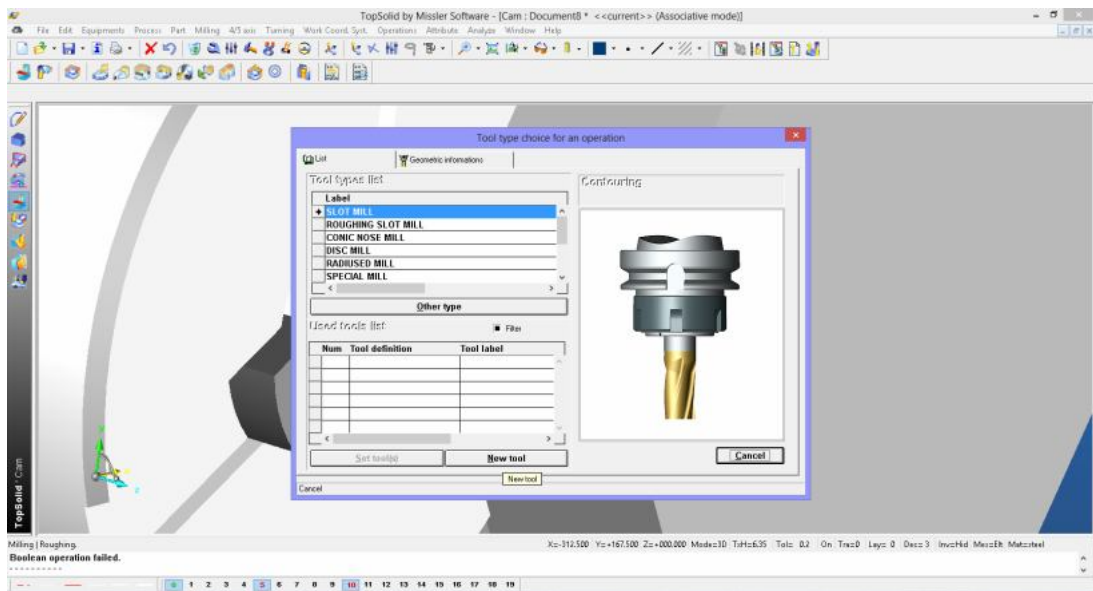 TopSolid by Missler Software - [Cam : Document8 * <<current>> (Associative mode)]
File Edit Equipments Process Part Milling 4/5 axis Turning Work Coord. Syst. Operations Attribute Analyze Window Help
Tool type choice for an operation
List
Geometric informations
Tool types list
Contouring
Label
SLOT MILL
ROUGHING SLOT MILL
CONIC NOSE MILL
DISC MILL
RADIUSED MILL
SPECIAL MILL
Other type
Used tools list
Filter
Num Tool definition Tool label
Set tool(s)
New tool
Cancel
New tool
Cancel
TopSolid'Cam
Milling | Roughing.
X=-312.500 Y=+167.500 Z=+000.000 Mode=3D TsH=6.35 Tol= 0.2 On Tra=0 Lay= 0 Dec= 3 Inv=Hid Mes=Elt Mat=steel
Boolean operation failed.
----------
0 1 2 3 4 5 6 7 8 9 10 11 12 13 14 15 16 17 18 19